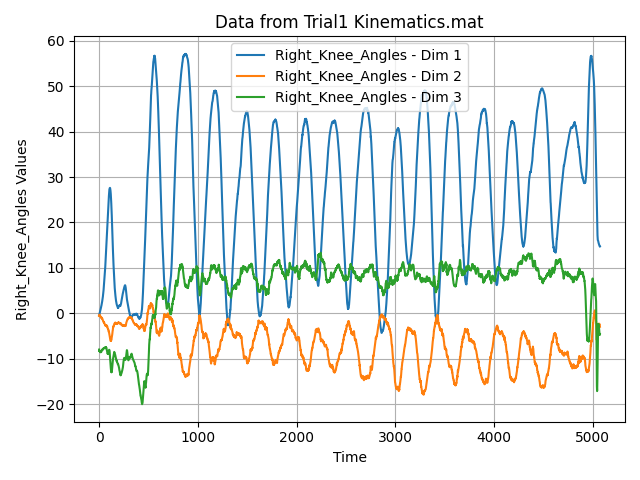 Data from Trial1 Kinematics.mat
Right_Knee_Angles - Dim 1
Right_Knee_Angles - Dim 2
Right_Knee_Angles - Dim 3
Right_Knee_Angles Values
60
50
40
30
20
10
0
−10
−20
0
1000
2000
3000
4000
5000
Time